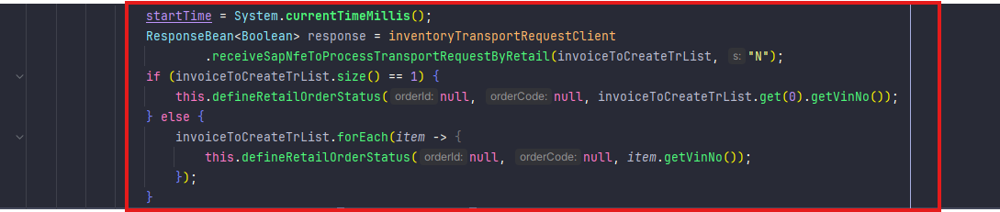 startTime = System.currentTimeMillis();
ResponseBean<Boolean> response = inventoryTransportRequestClient
.receiveSapNfeToProcessTransportRequestByRetail(invoiceToCreateTrList, s: "N");
if (invoiceToCreateTrList.size() == 1) {
this.defineRetailOrderStatus( orderId: null, orderCode: null, invoiceToCreateTrList.get(0).getVinNo());
} else {
invoiceToCreateTrList.forEach(item -> {
this.defineRetailOrderStatus( orderId: null, orderCode: null, item.getVinNo());
});
}